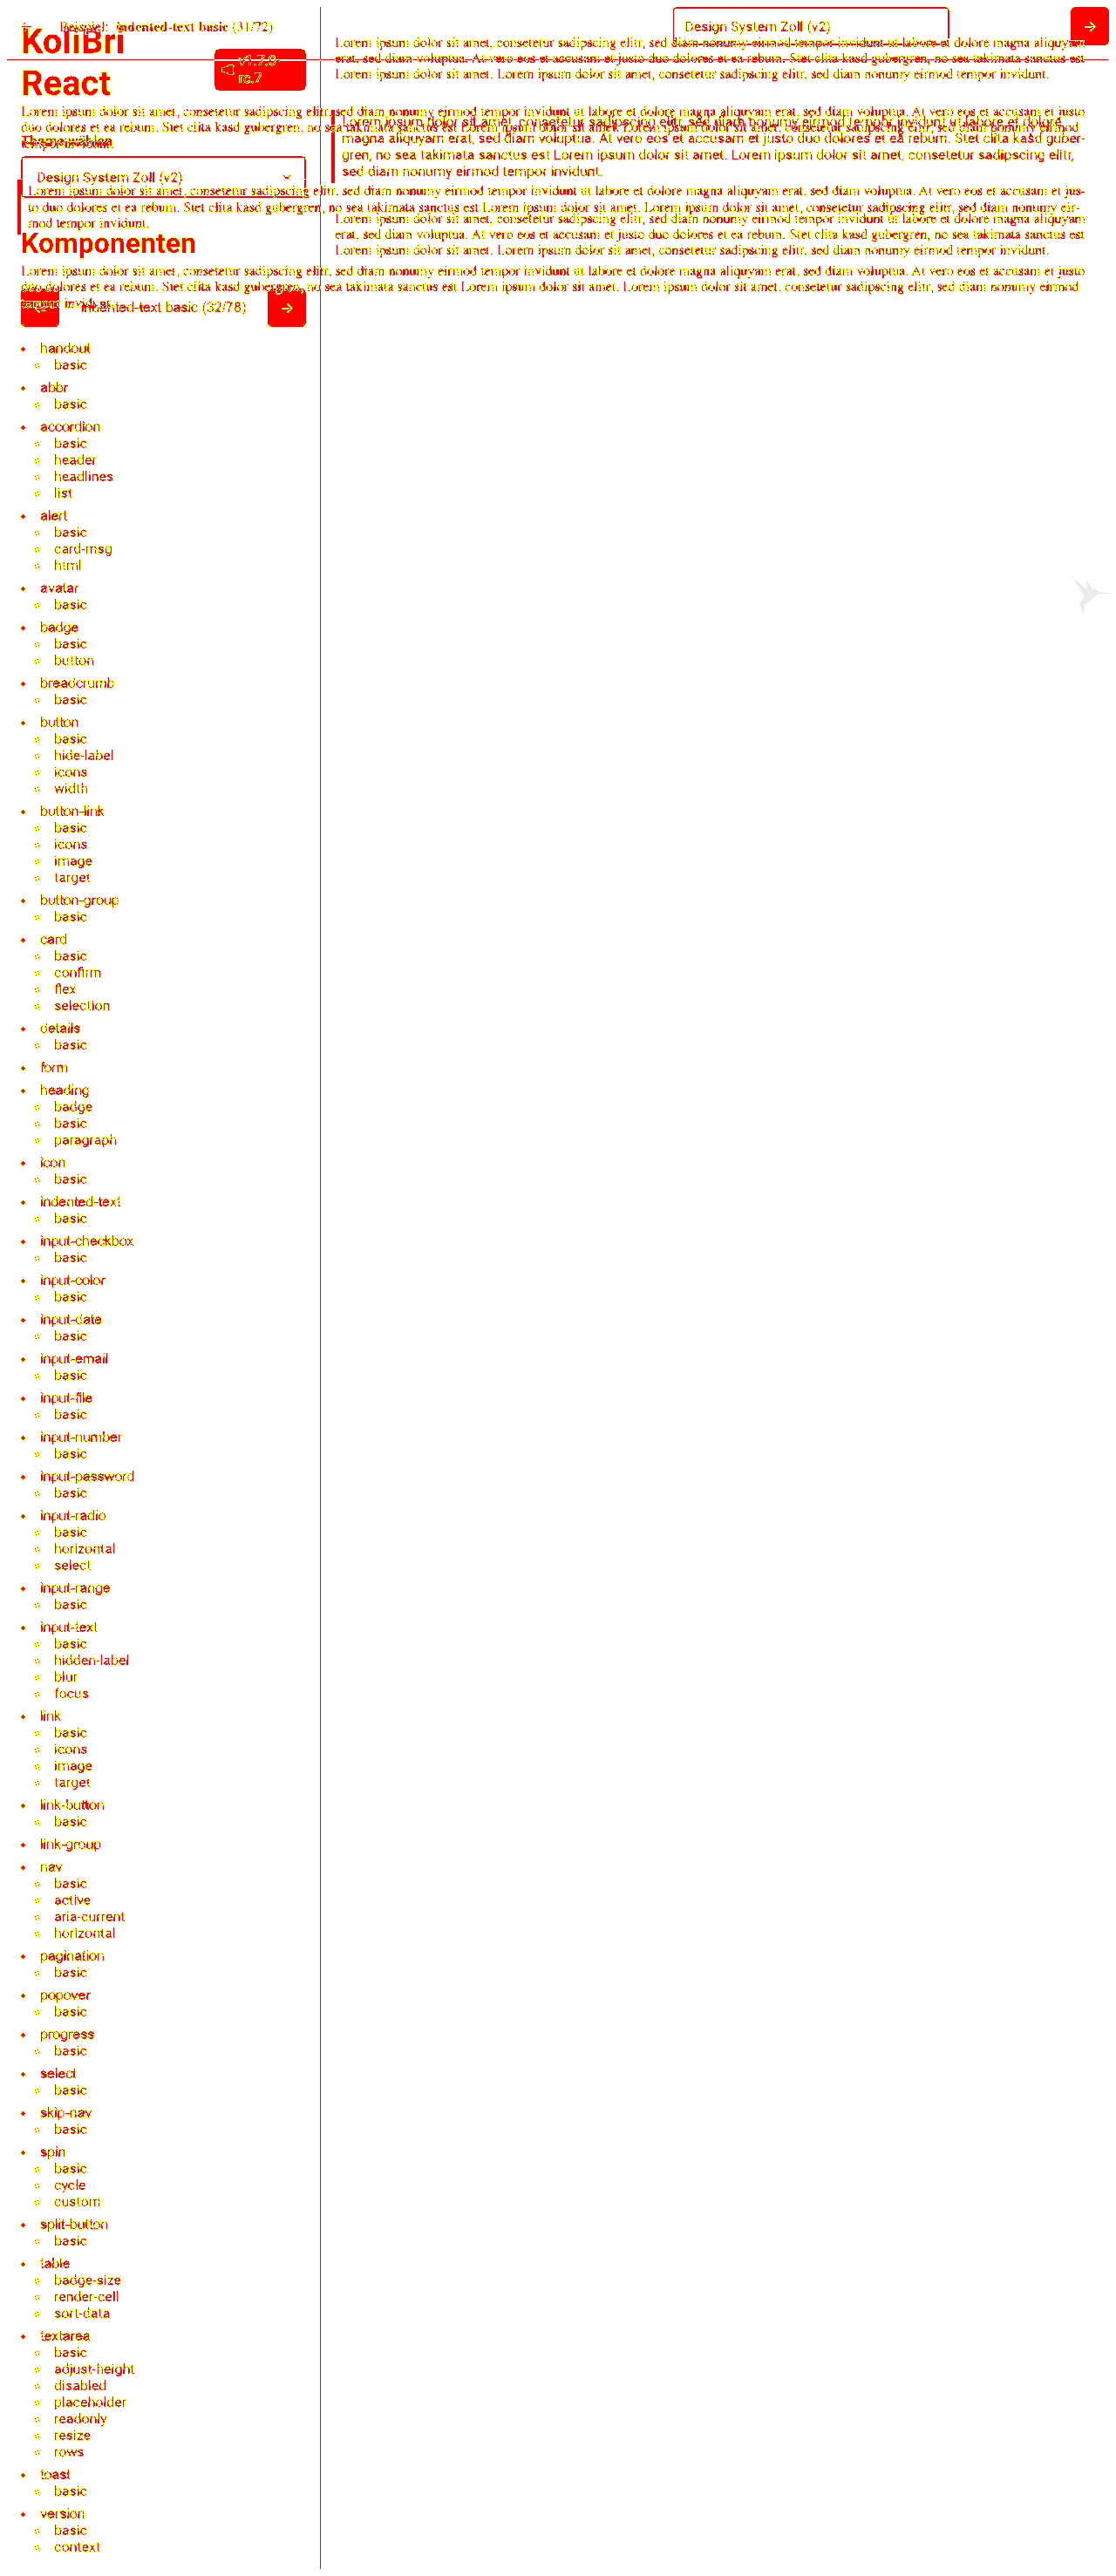 Beispiel: indented-text basic (31/72)
Design System Zoll (v2)
KoliBri
React
v1.7.0
rc.7
Lorem ipsum dolor sit amet, consetetur sadipscing elitr, sed diam nonumy eirmod tempor invidunt ut labore et dolore magna aliquyam
erat, sed diam voluptua. At vero eos et accusam et justo duo dolores et ea rebum. Stet clita kasd gubergren, no sea takimata sanctus est
Lorem ipsum dolor sit amet. Lorem ipsum dolor sit amet, consetetur sadipscing elitr, sed diam nonumy eirmod tempor invidunt.
Lorem ipsum dolor sit amet, consetetur sadipscing elitr, sed diam nonumy eirmod tempor invidunt ut labore et dolore magna aliquyam erat, sed diam voluptua. At vero eos et accusam et justo
duo dolores et ea rebum. Stet clita kasd gubergren, no sea takimata sanctus est Lorem ipsum dolor sit amet. Lorem ipsum dolor sit amet, consetetur sadipscing elitr, sed diam nonumy eirmod
tempor invidunt.
Lorem ipsum dolor sit amet, consetetur sadipscing elitr, sed diam nonumy eirmod tempor invidunt ut labore et dolore
magna aliquyam erat, sed diam voluptua. At vero eos et accusam et justo duo dolores et ea rebum. Stet clita kasd guber-
gren, no sea takimata sanctus est Lorem ipsum dolor sit amet. Lorem ipsum dolor sit amet, consetetur sadipscing elitr,
sed diam nonumy eirmod tempor invidunt.
Design System Zoll (v2)
Lorem ipsum dolor sit amet, consetetur sadipscing elitr, sed diam nonumy eirmod tempor invidunt ut labore et dolore magna aliquyam erat, sed diam voluptua. At vero eos et accusam et jus-
to duo dolores et ea rebum. Stet clita kasd gubergren, no sea takimata sanctus est Lorem ipsum dolor sit amet. Lorem ipsum dolor sit amet, consetetur sadipscing elitr, sed diam nonumy eir-
mod tempor invidunt.
Lorem ipsum dolor sit amet, consetetur sadipscing elitr, sed diam nonumy eirmod tempor invidunt ut labore et dolore magna aliquyam
erat, sed diam voluptua. At vero eos et accusam et justo duo dolores et ea rebum. Stet clita kasd gubergren, no sea takimata sanctus est
Lorem ipsum dolor sit amet. Lorem ipsum dolor sit amet, consetetur sadipscing elitr, sed diam nonumy eirmod tempor invidunt.
Komponenten
Lorem ipsum dolor sit amet, consetetur sadipscing elitr, sed diam nonumy eirmod tempor invidunt ut labore et dolore magna aliquyam erat, sed diam voluptua. At vero eos et accusam et justo
duo dolores et ea rebum. Stet clita kasd gubergren, no sea takimata sanctus est Lorem ipsum dolor sit amet. Lorem ipsum dolor sit amet, consetetur sadipscing elitr, sed diam nonumy eirmod
tempor invidunt.
indented-text basic (32/78)
handout
basic
abbr
basic
accordion
basic
header
headlines
list
alert
basic
card-msg
html
avatar
basic
badge
basic
button
breadcrumb
basic
button
basic
hide-label
icons
width
button-link
basic
icons
image
target
button-group
basic
card
basic
confirm
flex
selection
details
basic
form
heading
badge
basic
paragraph
icon
basic
indented-text
basic
input-checkbox
basic
input-color
basic
input-date
basic
input-email
basic
input-file
basic
input-number
basic
input-password
basic
input-radio
basic
horizontal
select
input-range
basic
input-text
basic
hidden-label
blur
focus
link
basic
icons
image
target
link-button
basic
link-group
nav
basic
active
aria-current
horizontal
pagination
basic
popover
basic
progress
basic
select
basic
skip-nav
basic
spin
basic
cycle
custom
split-button
basic
table
badge-size
render-cell
sort-data
textarea
basic
adjust-height
disabled
placeholder
readonly
resize
rows
toast
basic
version
basic
context